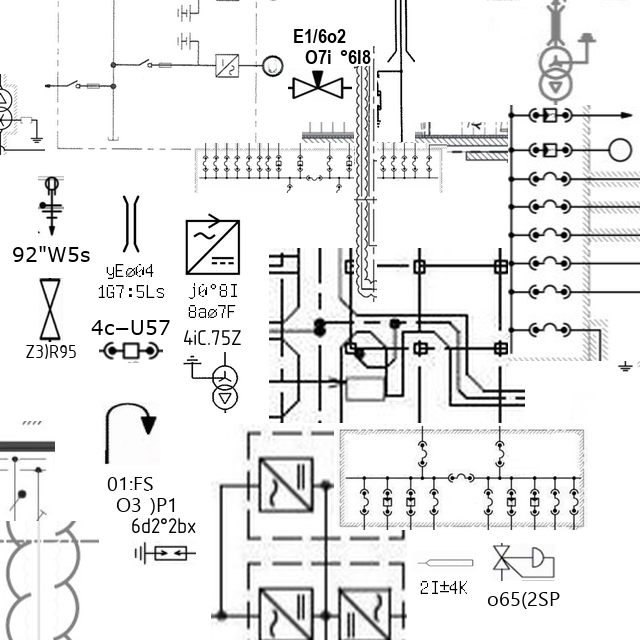 E1/6o2
O7i °6l8
92"W5s
yEø04
1G7:5Ls
j0°8I
8aø7F
4c–U57
4iC.75Z
Z3)R95
01:FS
O3 )P1
6d2°2bx
2I±4K
o65(2SP